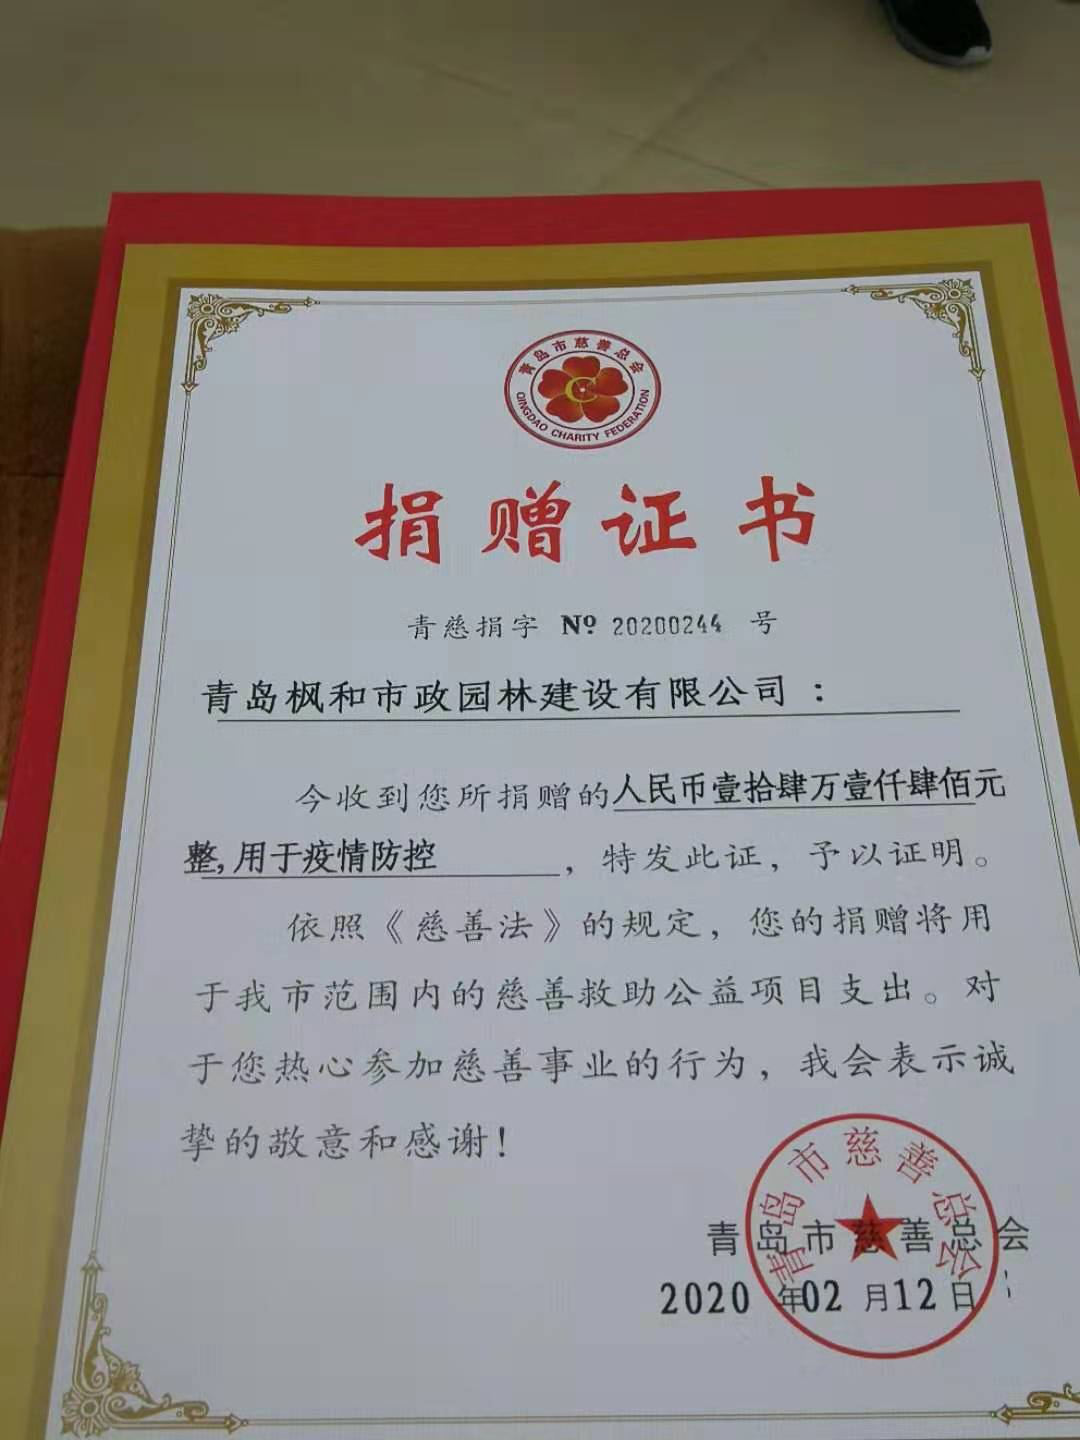 青岛市慈善总会
QINGDAO CHARITY FEDERATION
C
捐赠证书
青慈捐字 № 20200244 号
青岛枫和市政园林建设有限公司：
今收到您所捐赠的人民币壹拾肆万壹仟肆佰元
整,用于疫情防控，特发此证，予以证明。
依照《慈善法》的规定，您的捐赠将用
于我市范围内的慈善救助公益项目支出。对
于您热心参加慈善事业的行为，我会表示诚
挚的敬意和感谢！
青岛市慈善总会
青岛市慈善总会
2020 年02 月12日